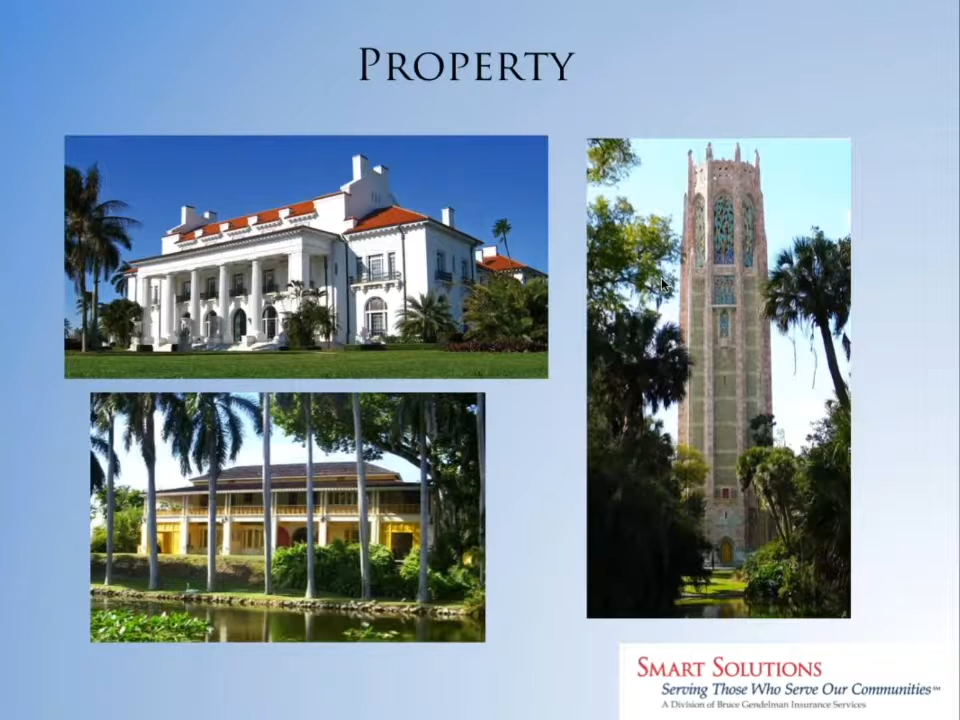 PROPERTY
SMART SOLUTIONS
Serving Those Who Serve Our Communities℠
A Division of Bruce Gendelman Insurance Services